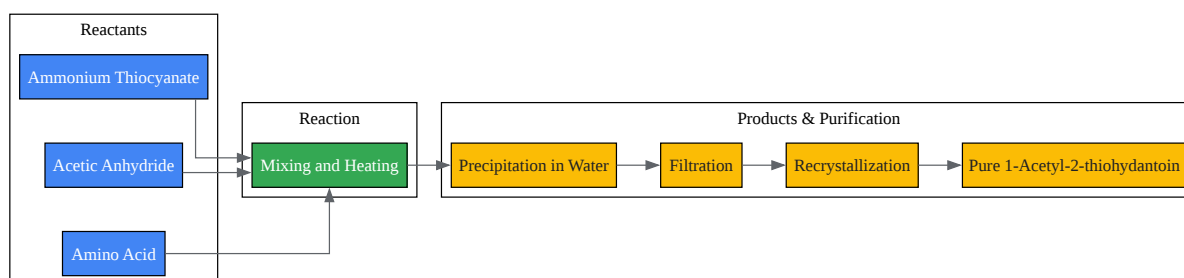 Reactants
Ammonium Thiocyanate
Acetic Anhydride
Amino Acid
Reaction
Mixing and Heating
Products & Purification
Precipitation in Water
Filtration
Recrystallization
Pure 1-Acetyl-2-thiohydantoin